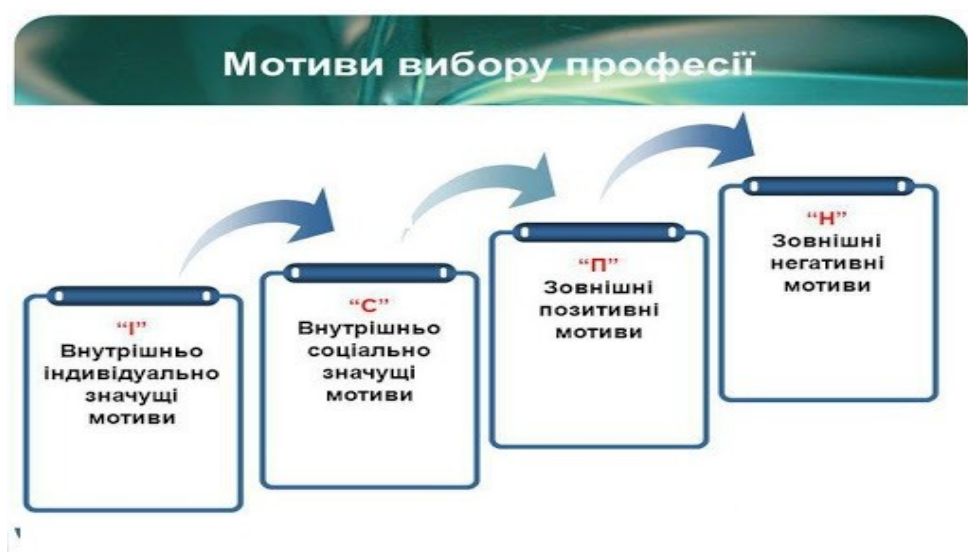 Мотиви вибору професії
“І”
Внутрішньо
індивідуально
значущі
мотиви
“С”
Внутрішньо
соціально
значущі
мотиви
“П”
Зовнішні
позитивні
мотиви
“Н”
Зовнішні
негативні
мотиви